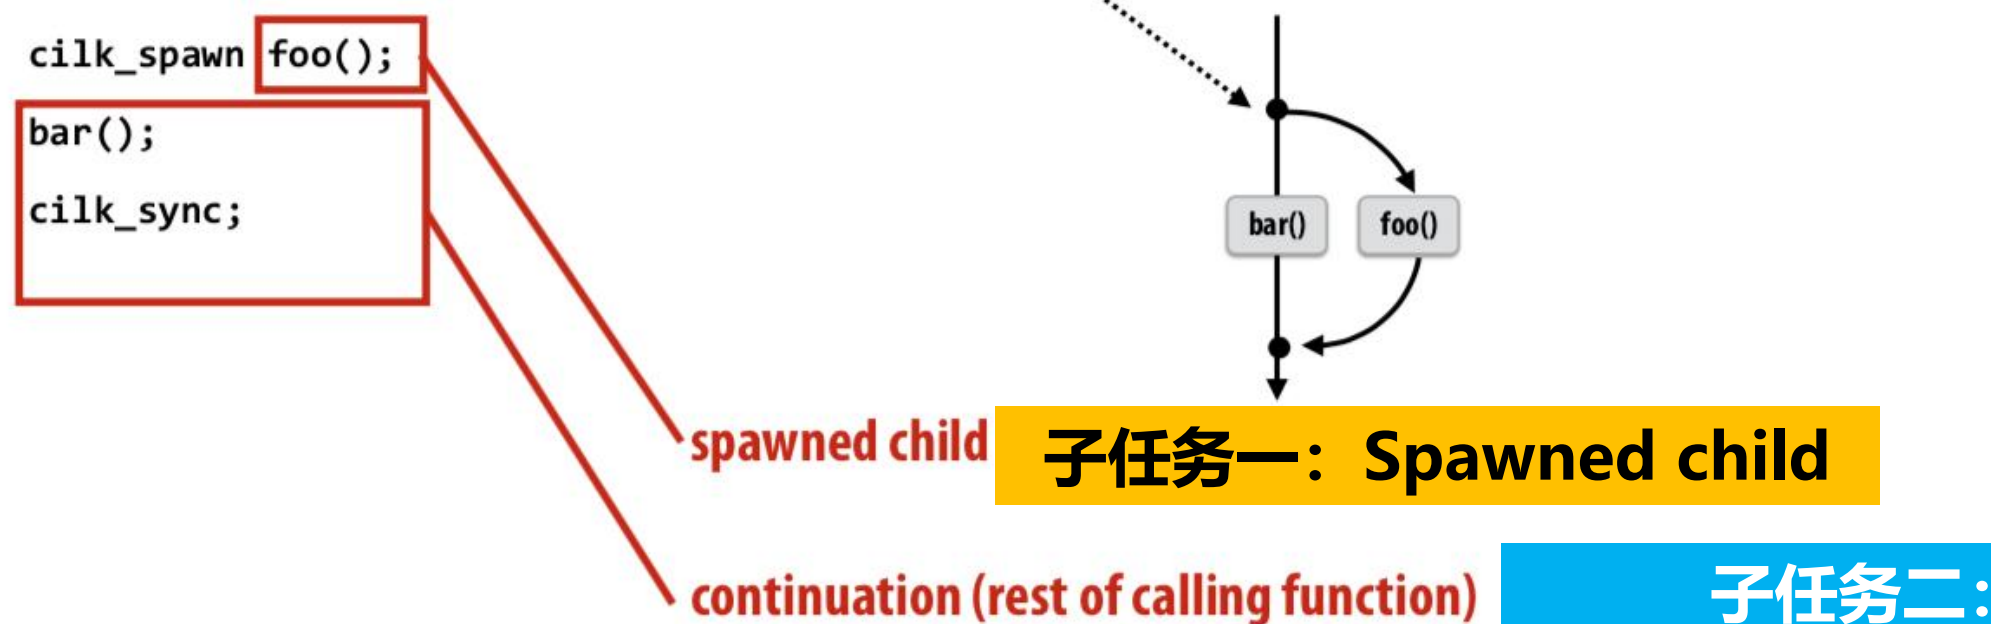 cilk_spawn foo();
bar();
cilk_sync;
bar()
foo()
spawned child
子任务一：Spawned child
continuation (rest of calling function)
子任务二：